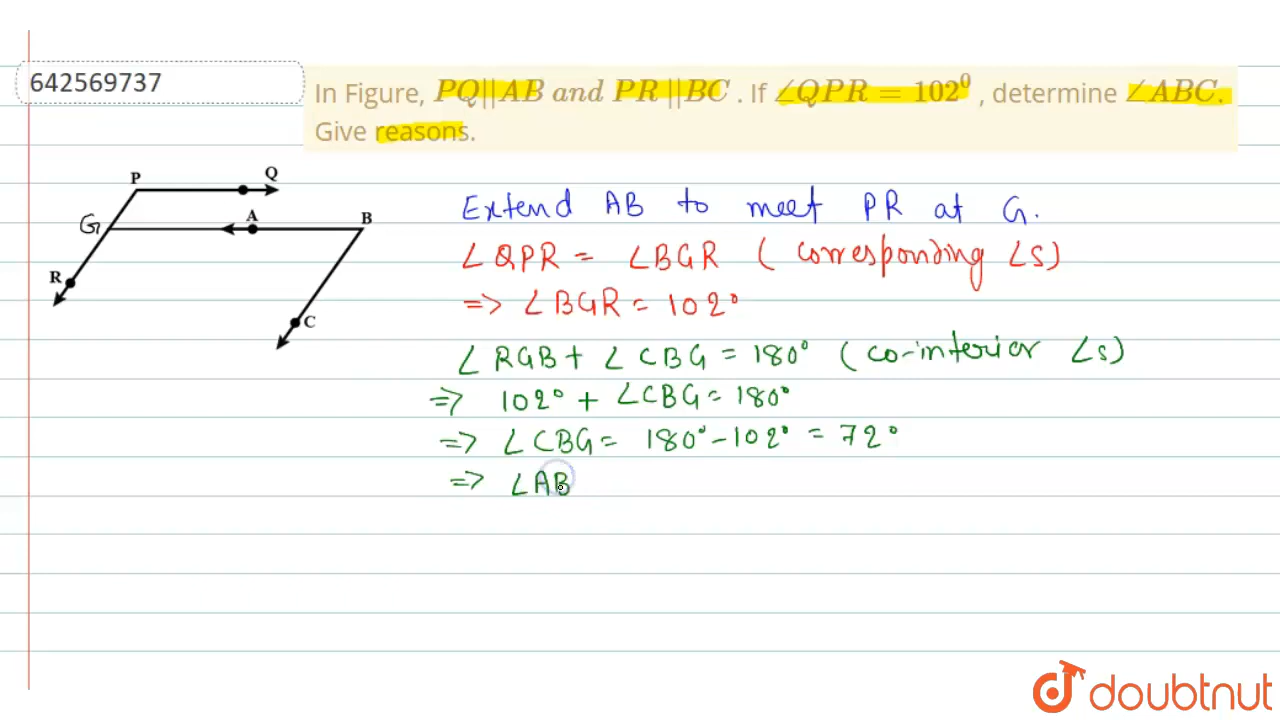 642569737
In Figure, PQ||AB and PR||BC . If ∠QPR = 102⁰ , determine ∠ABC.
Give reasons.
P Q
G A B
R
C
Extend AB to meet PR at G.
∠QPR = ∠BGR (corresponding ∠s)
=> ∠BGR = 102°
∠RGB + ∠CBG = 180° (co-interior ∠s)
=> 102° + ∠CBG = 180°
=> ∠CBG = 180° - 102° = 72°
=> ∠AB
doubtnut